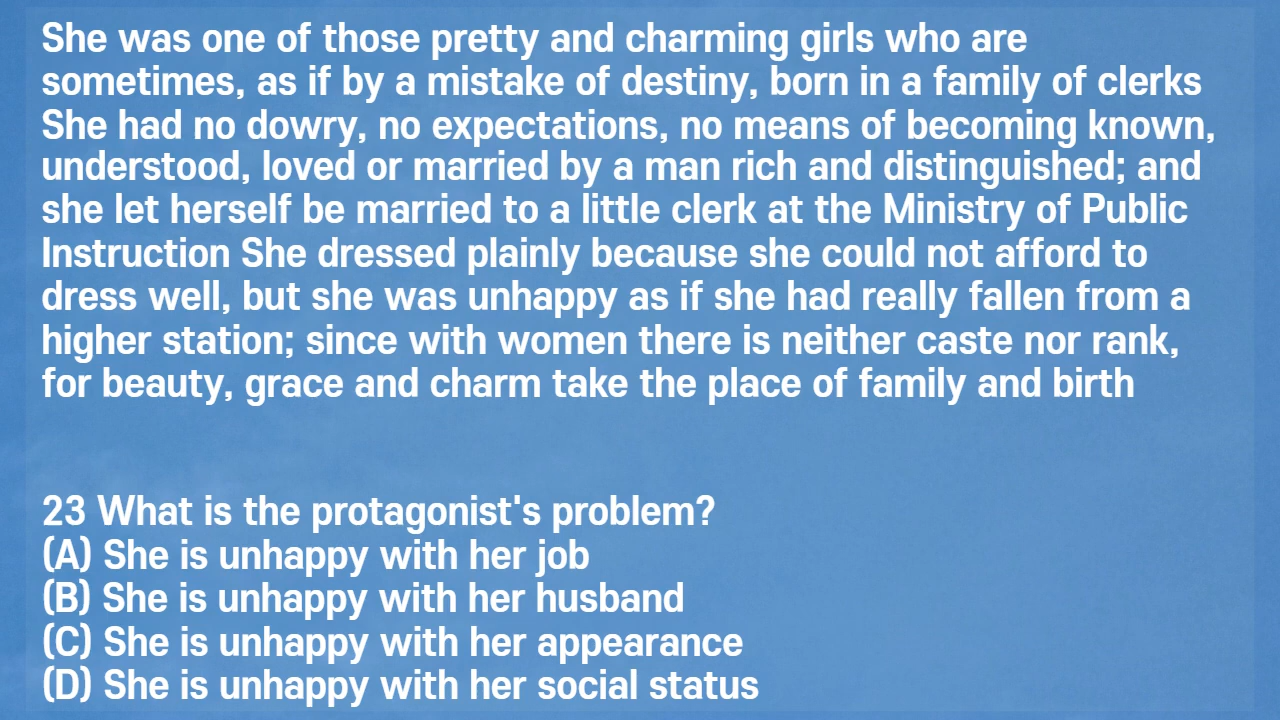 She was one of those pretty and charming girls who are
sometimes, as if by a mistake of destiny, born in a family of clerks
She had no dowry, no expectations, no means of becoming known,
understood, loved or married by a man rich and distinguished; and
she let herself be married to a little clerk at the Ministry of Public
Instruction She dressed plainly because she could not afford to
dress well, but she was unhappy as if she had really fallen from a
higher station; since with women there is neither caste nor rank,
for beauty, grace and charm take the place of family and birth
23 What is the protagonist's problem?
(A) She is unhappy with her job
(B) She is unhappy with her husband
(C) She is unhappy with her appearance
(D) She is unhappy with her social status